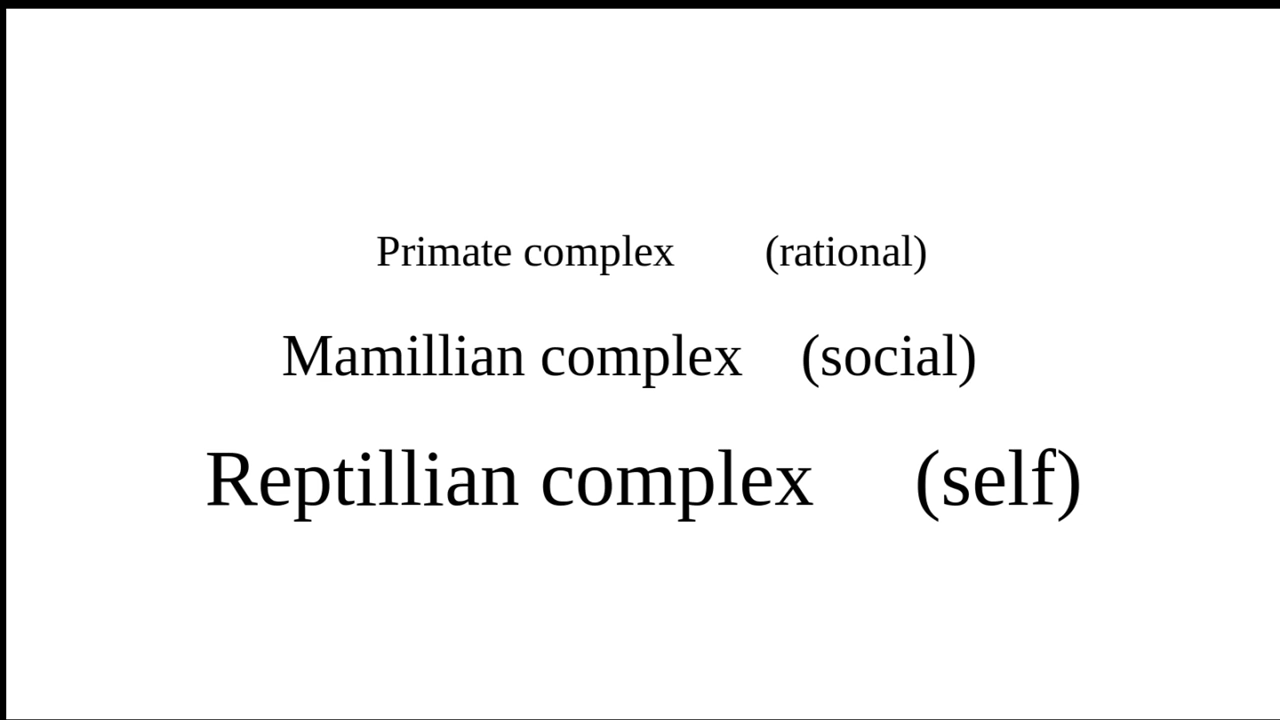 Primate complex (rational)
Mamillian complex (social)
Reptillian complex (self)